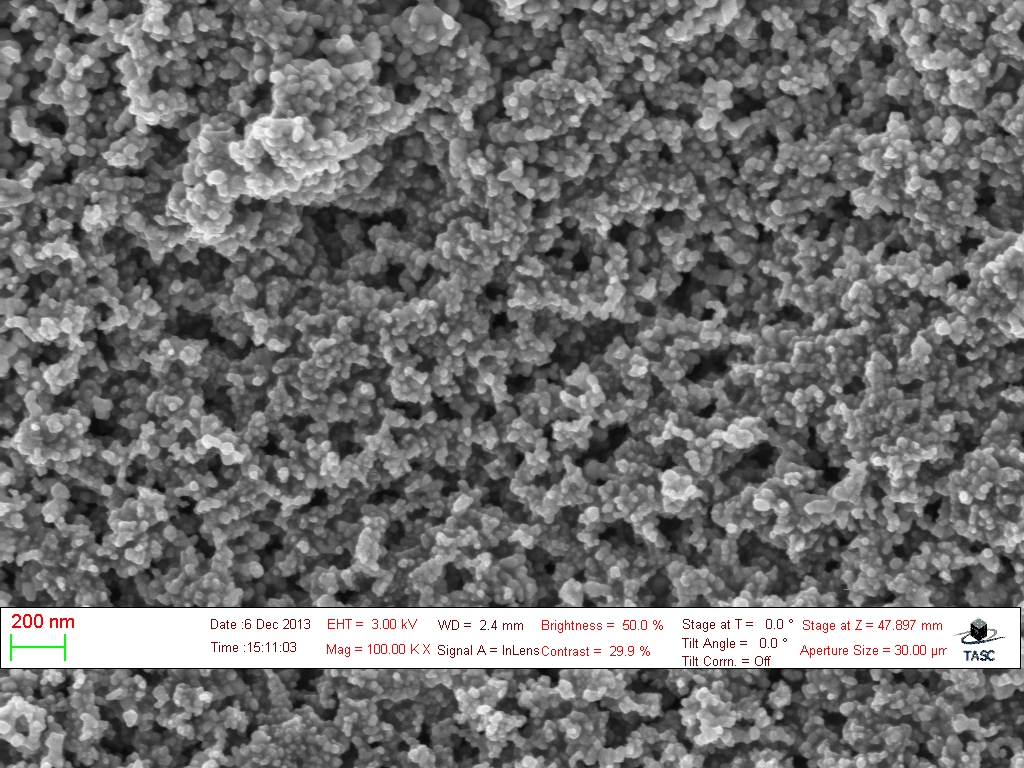 200 nm
Date :6 Dec 2013 EHT = 3.00 kV WD = 2.4 mm Brightness = 50.0 % Stage at T = 0.0 ° Stage at Z = 47.897 mm
Time :15:11:03 Mag = 100.00 K X Signal A = InLens Contrast = 29.9 % Tilt Angle = 0.0 ° Aperture Size = 30.00 µm
Tilt Corrn. = Off
TASC